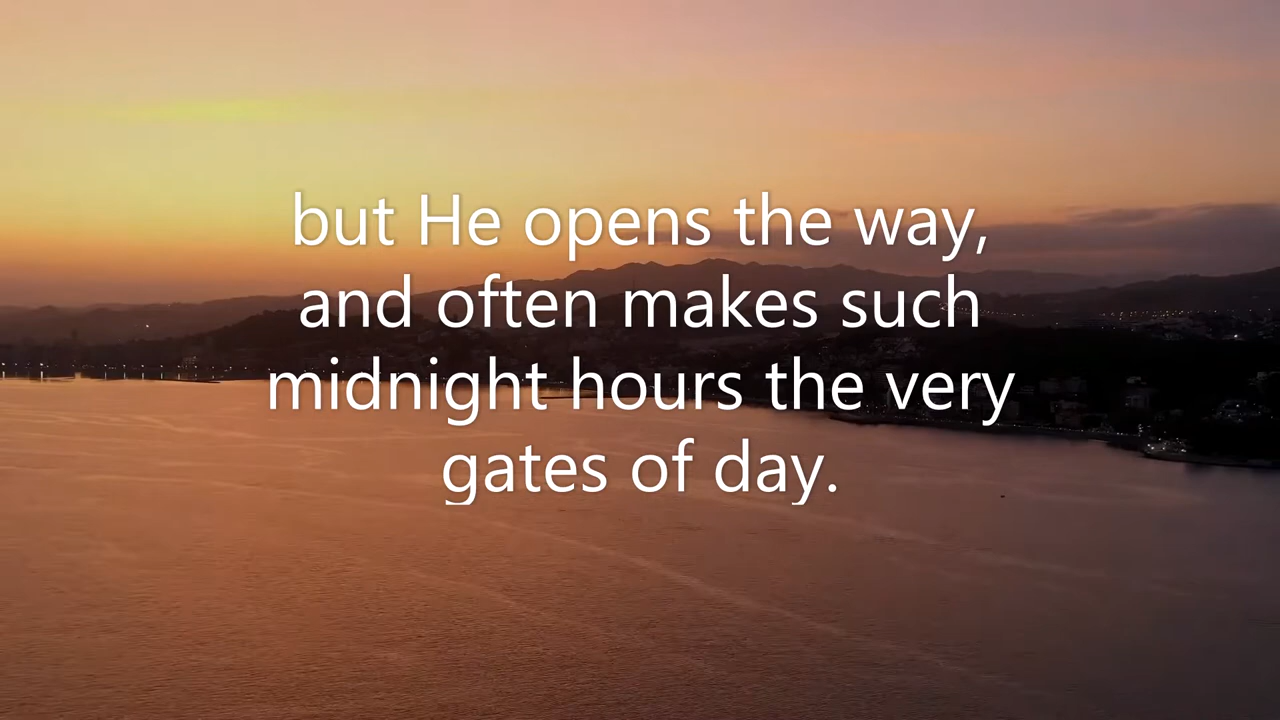 but He opens the way,
and often makes such
midnight hours the very
gates of day.